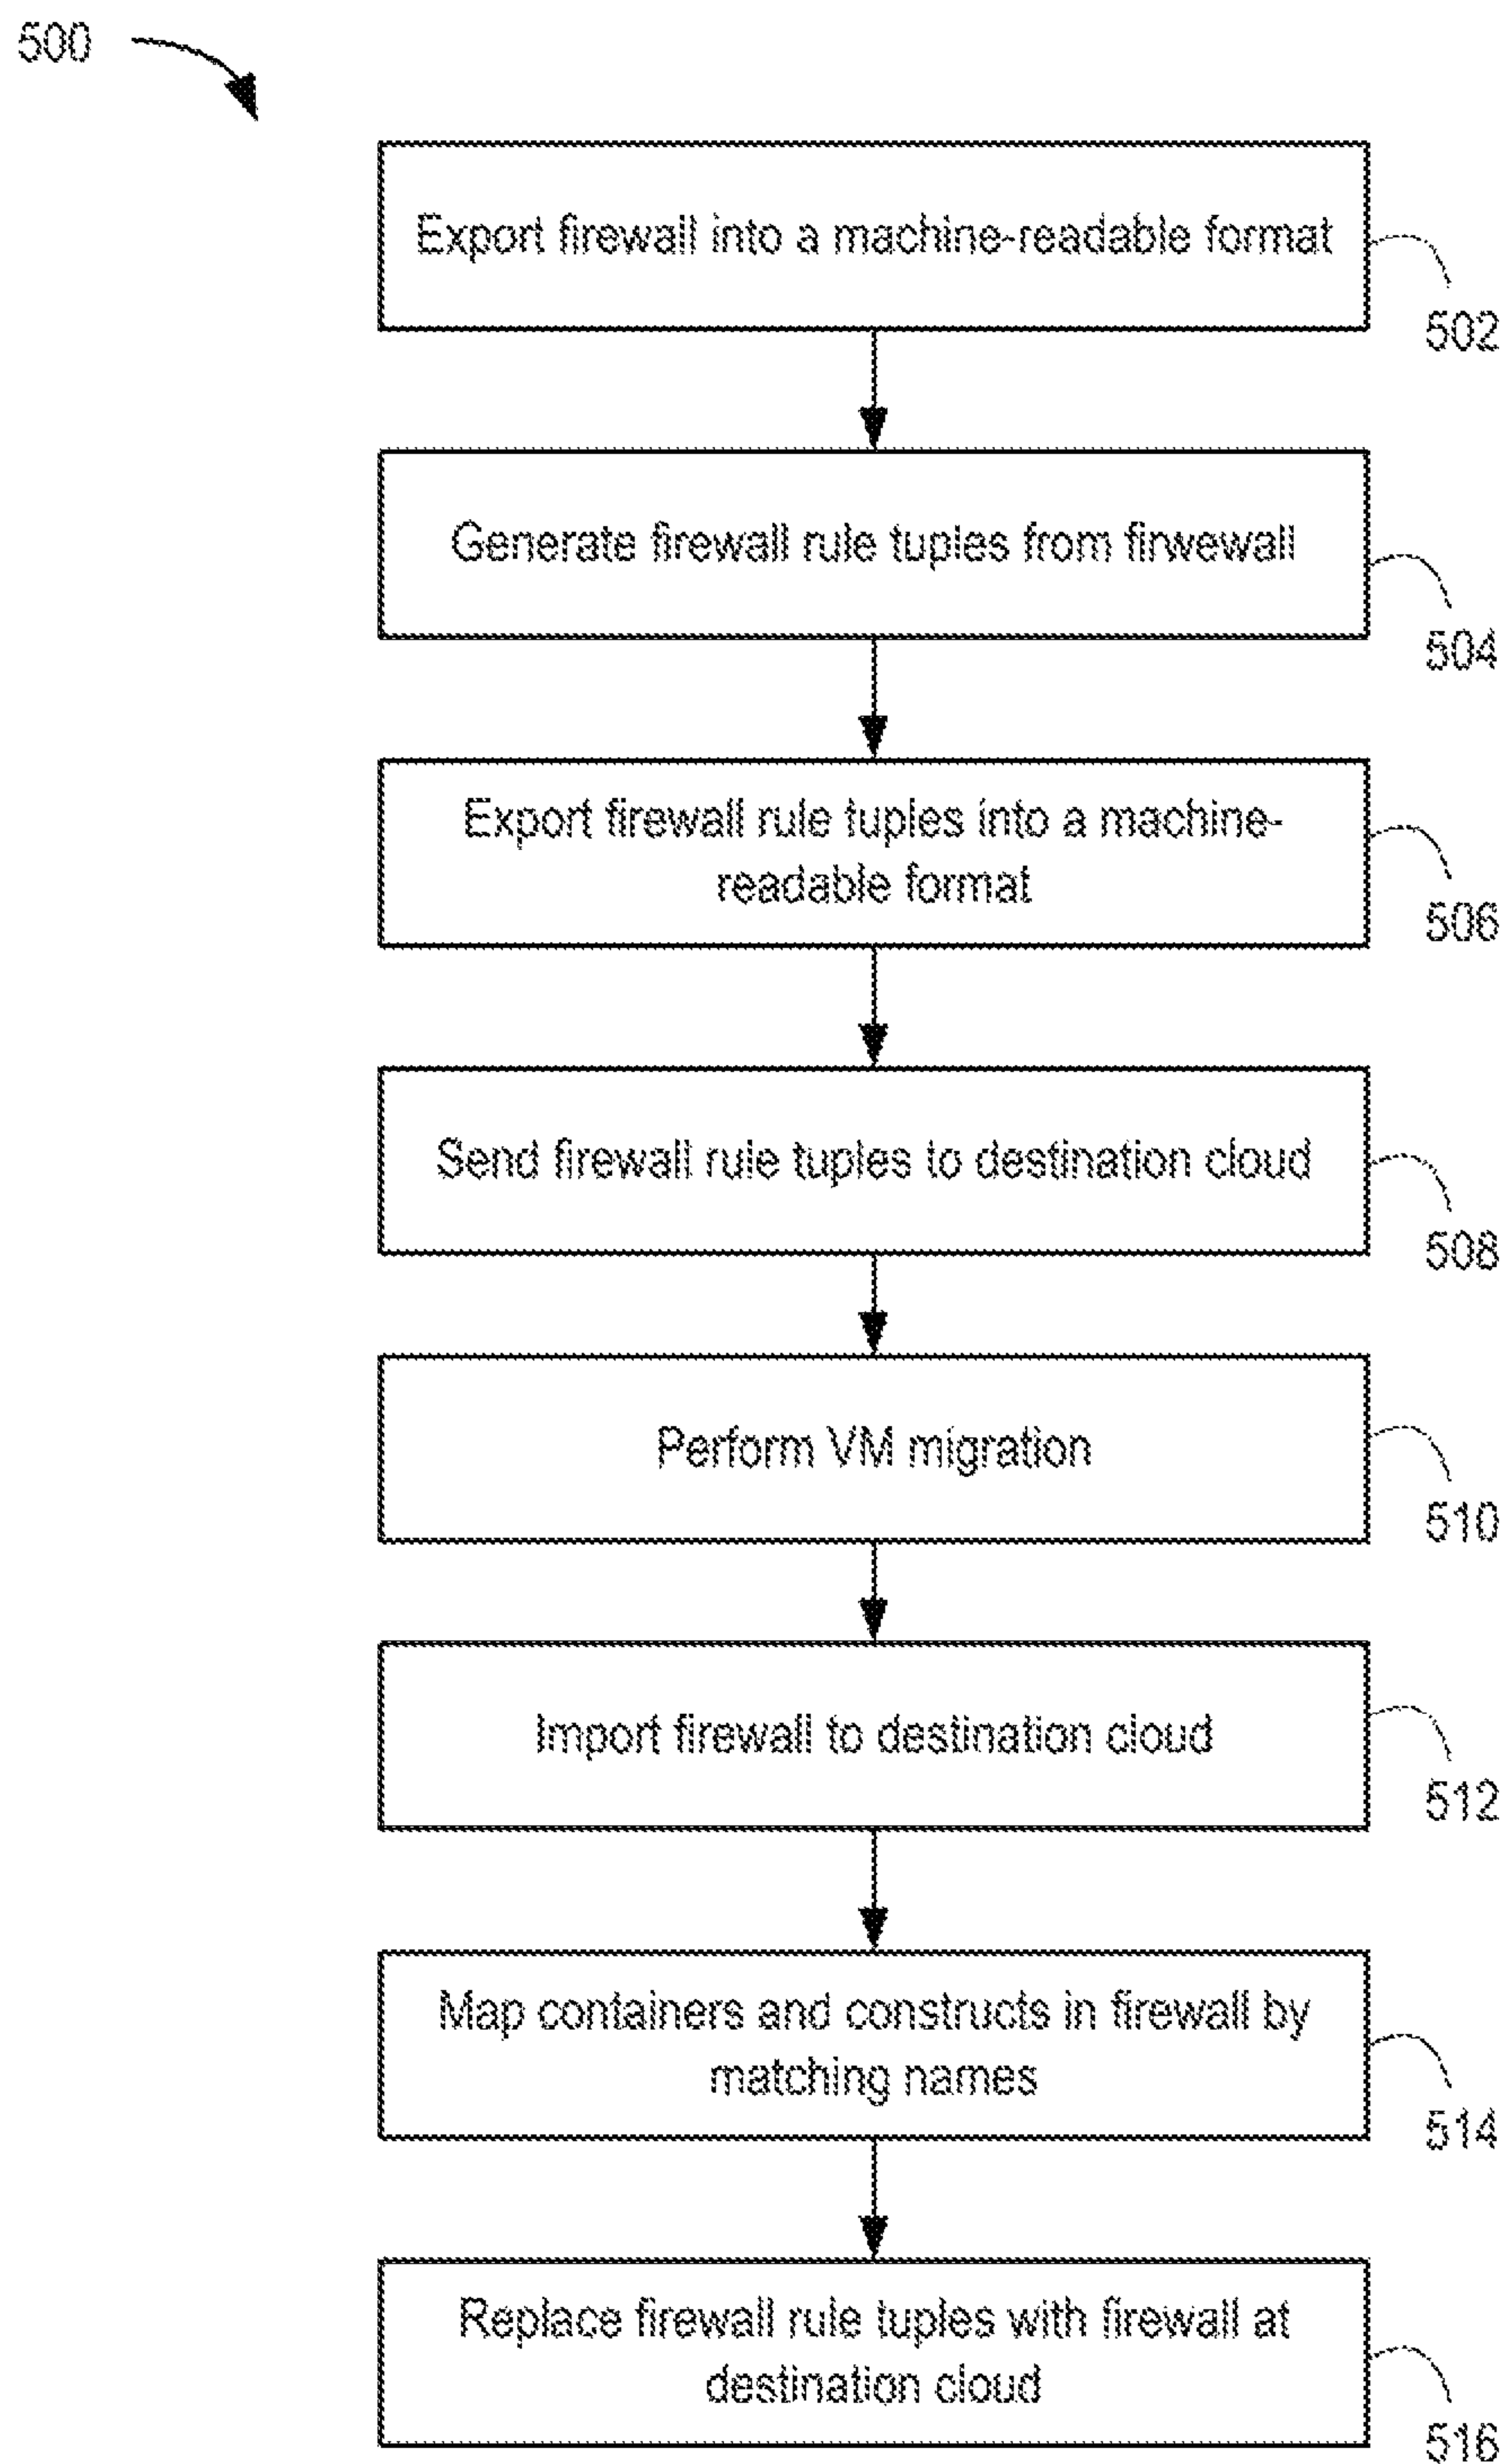 500
Export firewall into a machine-readable format
502
Generate firewall rule tuples from firwewall
504
Export firewall rule tuples into a machine-
readable format
506
Send firewall rule tuples to destination cloud
508
Perform VM migration
510
Import firewall to destination cloud
512
Map containers and constructs in firewall by
matching names
514
Replace firewall rule tuples with firewall at
destination cloud
516